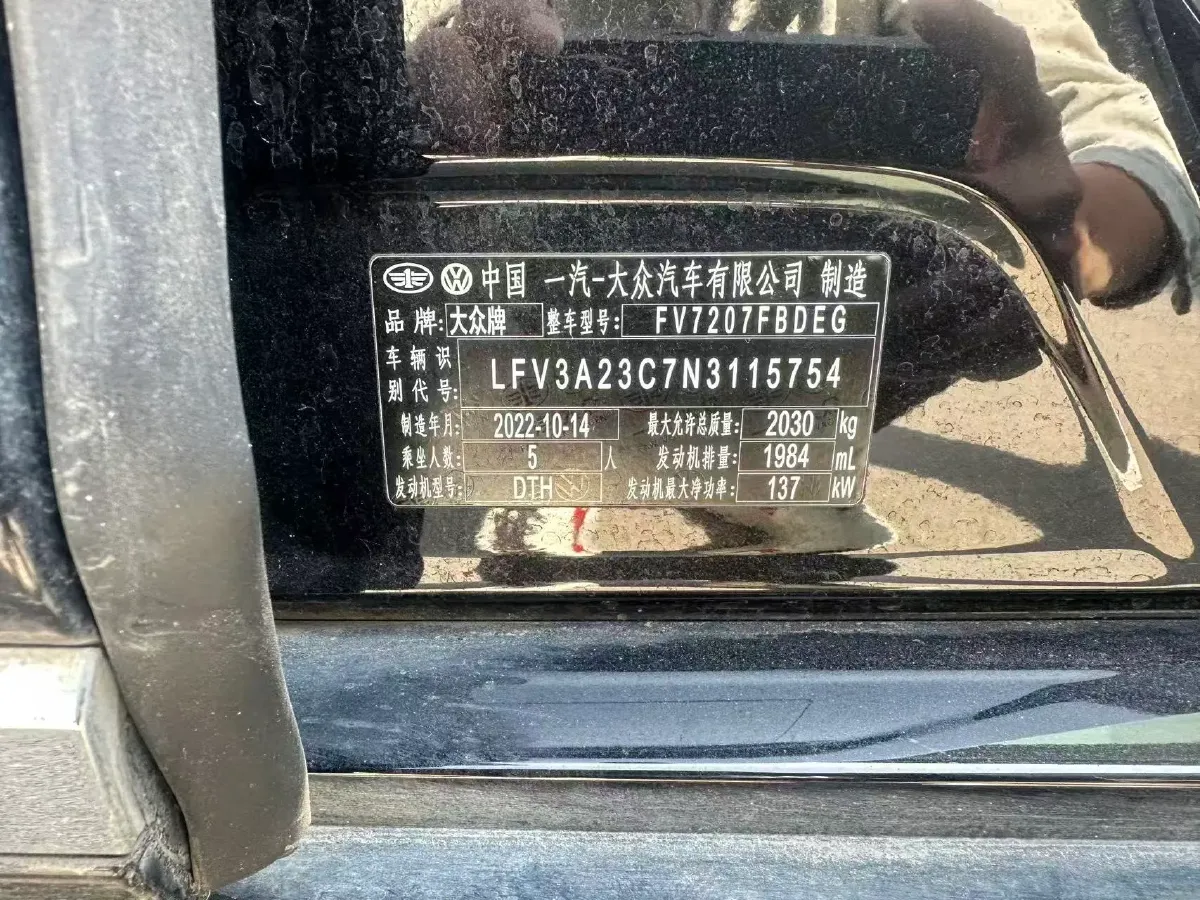 中国 一汽-大众汽车有限公司 制造
品牌: 大众牌 整车型号: FV7207FBDEG
车辆识别代号: LFV3A23C7N3115754
制造年月: 2022-10-14 最大允许总质量: 2030 kg
乘坐人数: 5 人 发动机排量: 1984 mL
发动机型号: DTH 发动机最大净功率: 137 kW